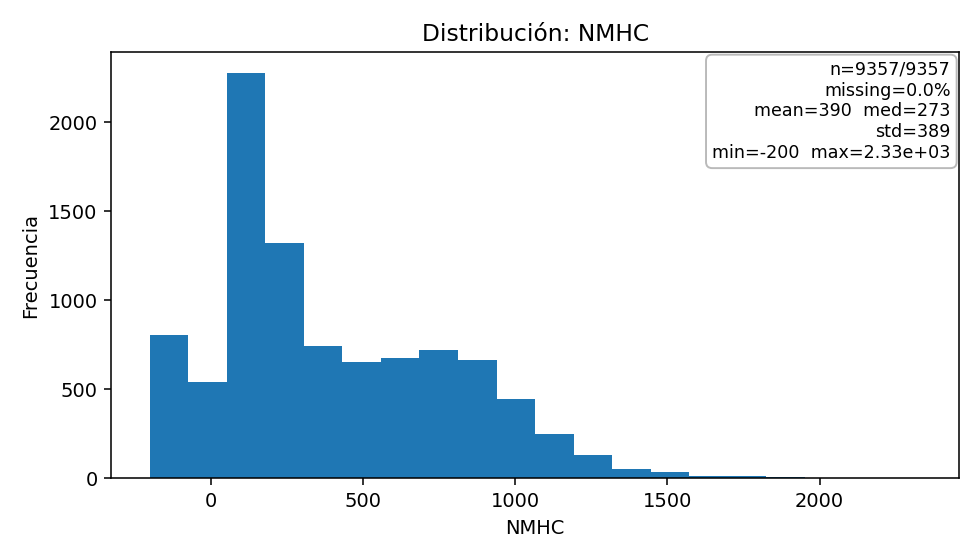 Distribución: NMHC
n=9357/9357
missing=0.0%
mean=390  med=273
std=389
min=-200  max=2.33e+03
Frecuencia
2000
1500
1000
500
0
0 500 1000 1500 2000
NMHC